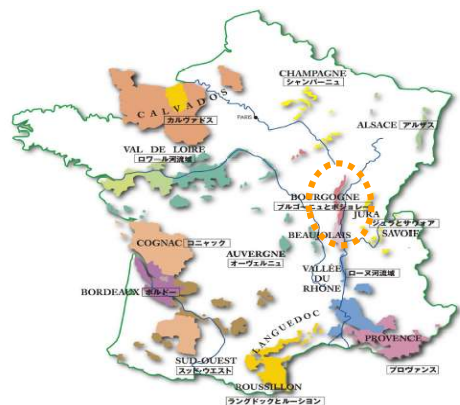 CHAMPAGNE
シャンパーニュ
CALVADOS
カルヴァドス
PARIS
ALSACE アルザス
VAL DE LOIRE
ロワール河流域
BOURGOGNE
ブルゴーニュとボジョレー
JURA
ジュラとサヴォア
SAVOIE
BEAUJOLAIS
COGNAC コニャック
AUVERGNE
オーヴェルニュ
VALLÉE
DU
RHÔNE
ローヌ河流域
BORDEAUX ボルドー
LANGUEDOC
PROVENCE
プロヴァンス
SUD-OUEST
スッド・ウエスト
ROUSSILLON
ラングドックとルーション